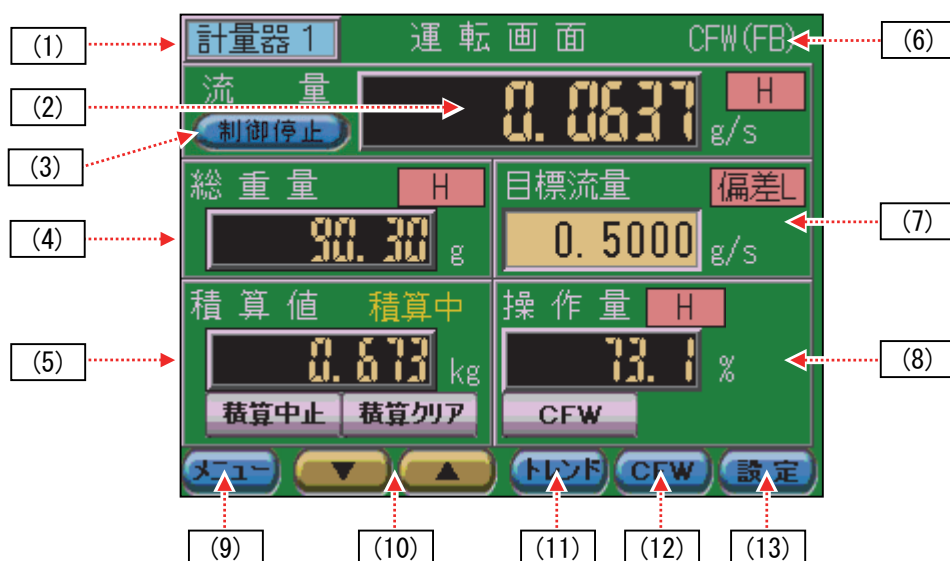 (1) 計量器1 運転画面 CFW(FB) (6)
(2) 流量 0.0637 g/s H
(3) 制御停止
(4) 総重量 H 90.30 g
目標流量 偏差L 0.5000 g/s (7)
(5) 積算値 積算中 0.673 kg
積算中止 積算クリア
操作量 H 73.1 % (8)
CFW
メニュー ▼ ▲ トレンド CFW 設定
(9) (10) (11) (12) (13)